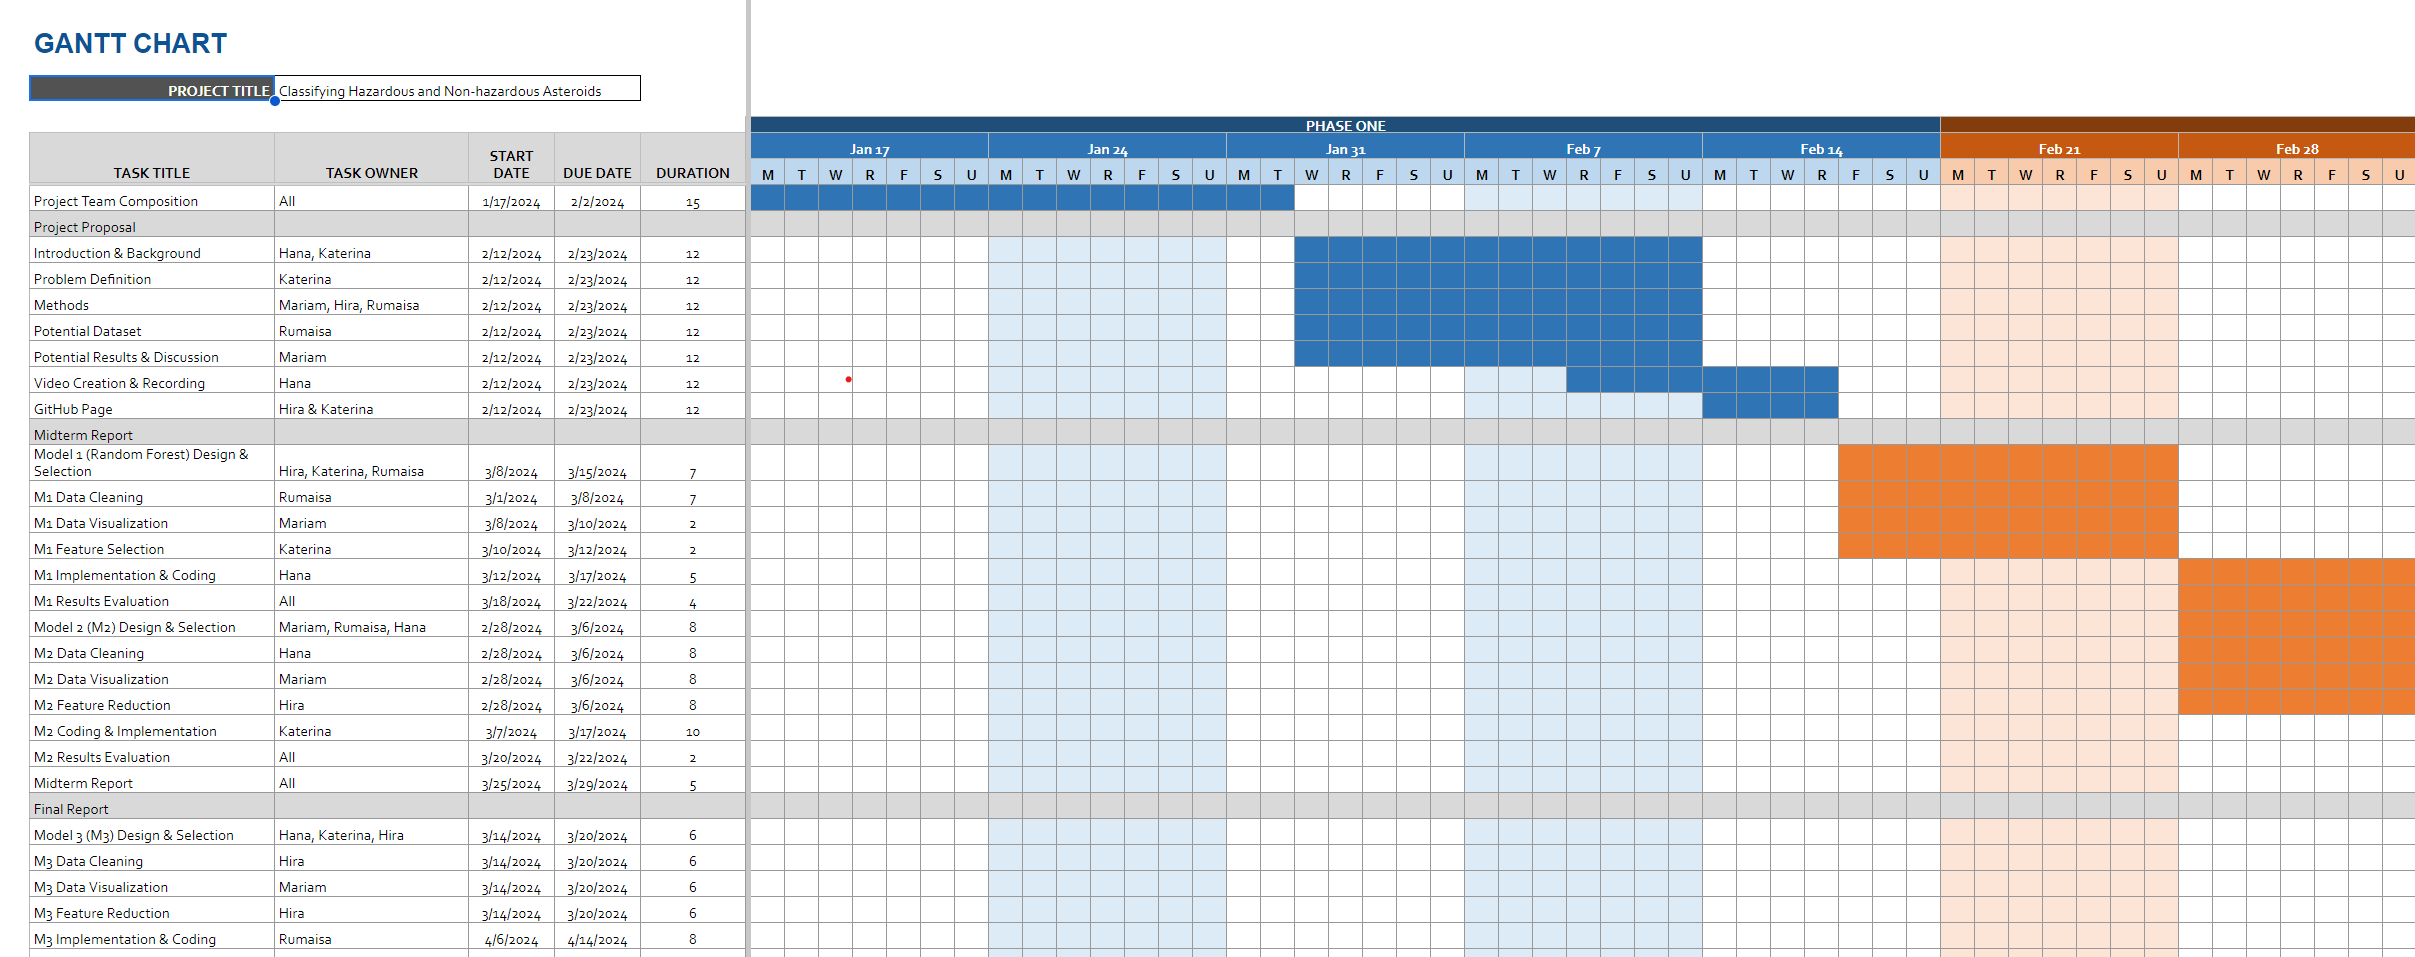 GANTT CHART
PROJECT TITLE Classifying Hazardous and Non-hazardous Asteroids
PHASE ONE
TASK TITLE TASK OWNER START DATE DUE DATE DURATION Jan 17 Jan 24 Jan 31 Feb 7 Feb 14 Feb 21 Feb 28
M T W R F S U M T W R F S U M T W R F S U M T W R F S U M T W R F S U M T W R F S U M T W R F S U
Project Team Composition All 1/17/2024 2/2/2024 15
Project Proposal
Introduction & Background Hana, Katerina 2/12/2024 2/23/2024 12
Problem Definition Katerina 2/12/2024 2/23/2024 12
Methods Mariam, Hira, Rumaisa 2/12/2024 2/23/2024 12
Potential Dataset Rumaisa 2/12/2024 2/23/2024 12
Potential Results & Discussion Mariam 2/12/2024 2/23/2024 12
Video Creation & Recording Hana 2/12/2024 2/23/2024 12
GitHub Page Hira & Katerina 2/12/2024 2/23/2024 12
Midterm Report
Model 1 (Random Forest) Design &
Selection Hira, Katerina, Rumaisa 3/8/2024 3/15/2024 7
M1 Data Cleaning Rumaisa 3/1/2024 3/8/2024 7
M1 Data Visualization Mariam 3/8/2024 3/10/2024 2
M1 Feature Selection Katerina 3/10/2024 3/12/2024 2
M1 Implementation & Coding Hana 3/12/2024 3/17/2024 5
M1 Results Evaluation All 3/18/2024 3/22/2024 4
Model 2 (M2) Design & Selection Mariam, Rumaisa, Hana 2/28/2024 3/6/2024 8
M2 Data Cleaning Hana 2/28/2024 3/6/2024 8
M2 Data Visualization Mariam 2/28/2024 3/6/2024 8
M2 Feature Reduction Hira 2/28/2024 3/6/2024 8
M2 Coding & Implementation Katerina 3/7/2024 3/17/2024 10
M2 Results Evaluation All 3/20/2024 3/22/2024 2
Midterm Report All 3/25/2024 3/29/2024 5
Final Report
Model 3 (M3) Design & Selection Hana, Katerina, Hira 3/14/2024 3/20/2024 6
M3 Data Cleaning Hira 3/14/2024 3/20/2024 6
M3 Data Visualization Mariam 3/14/2024 3/20/2024 6
M3 Feature Reduction Hira 3/14/2024 3/20/2024 6
M3 Implementation & Coding Rumaisa 4/6/2024 4/14/2024 8